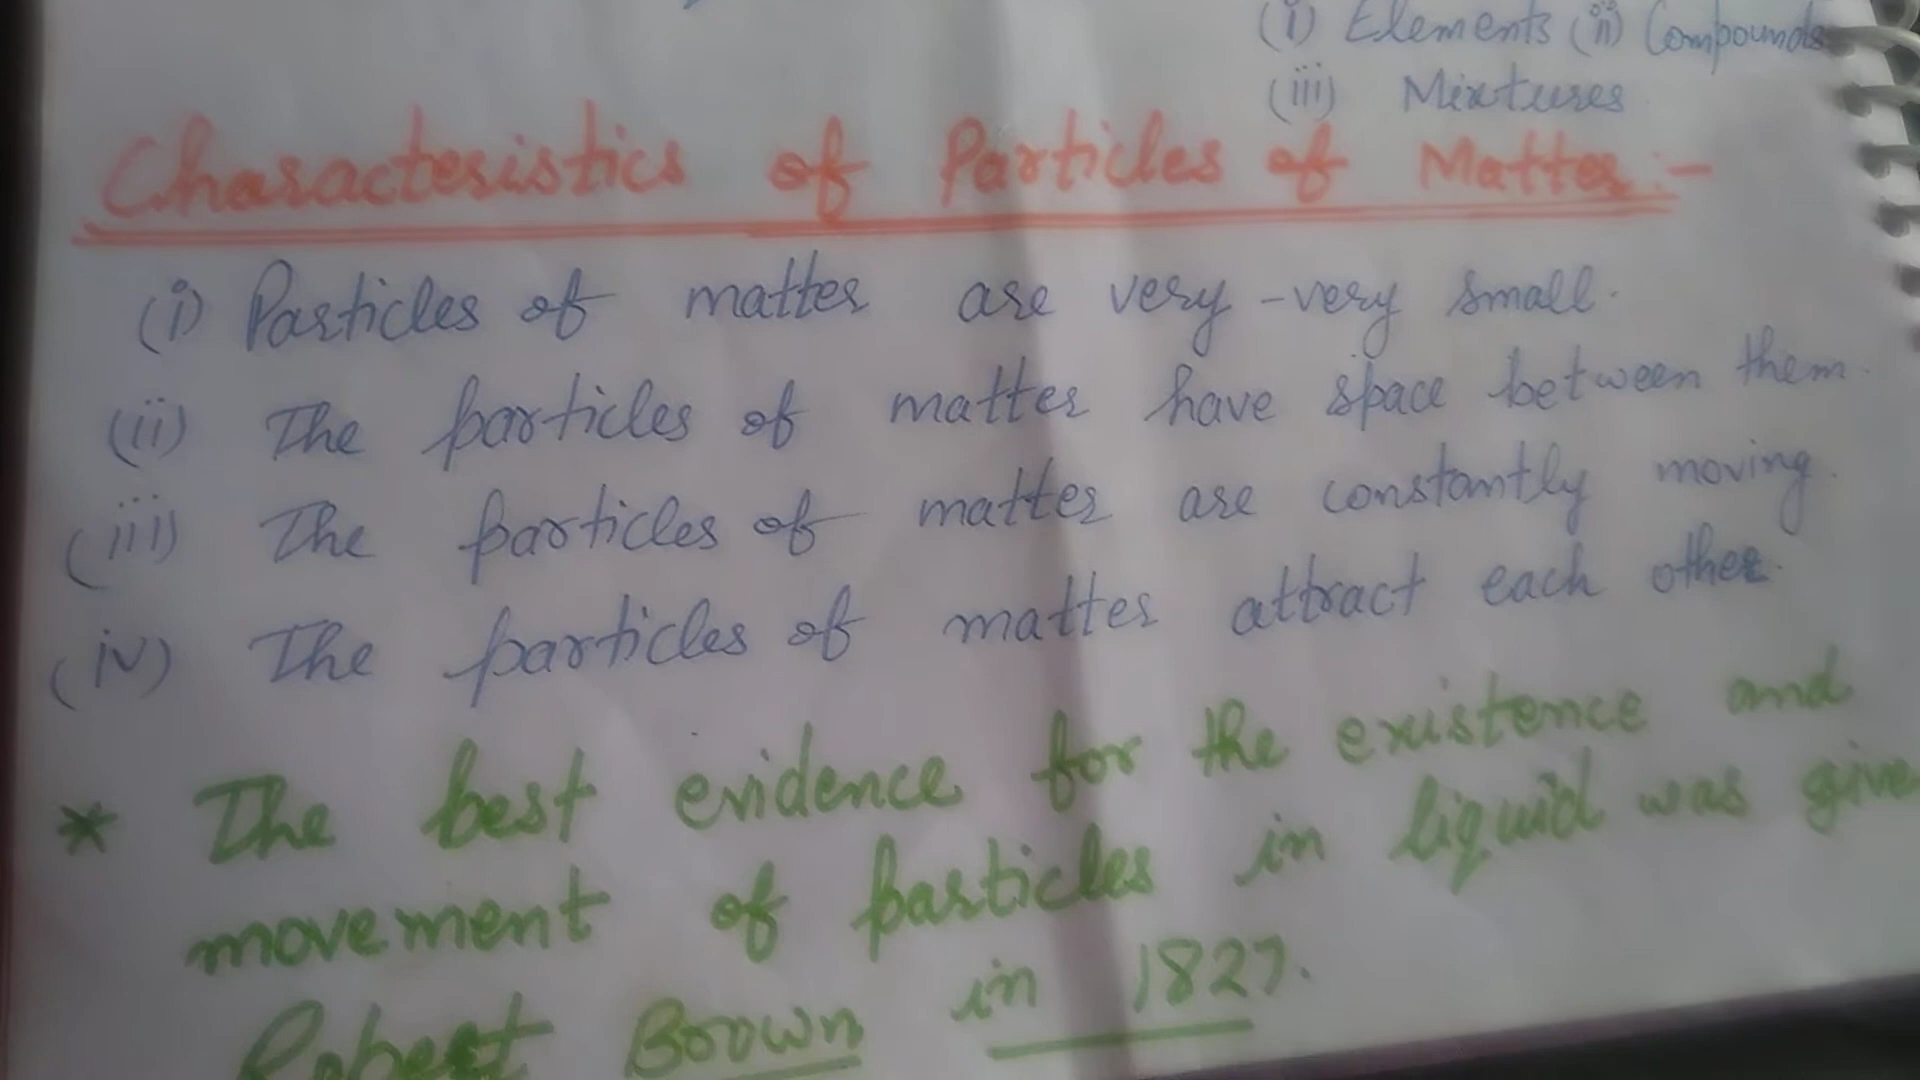 (i) Elements (ii) Compounds
(iii) Mixtures
Characteristics of Particles of Matter :-
(i) Particles of matter are very-very small.
(ii) The particles of matter have space between them.
(iii) The particles of matter are constantly moving.
(iv) The particles of matter attract each other.
* The best evidence for the existence and
movement of particles in liquid was give
Robert Brown in 1827.